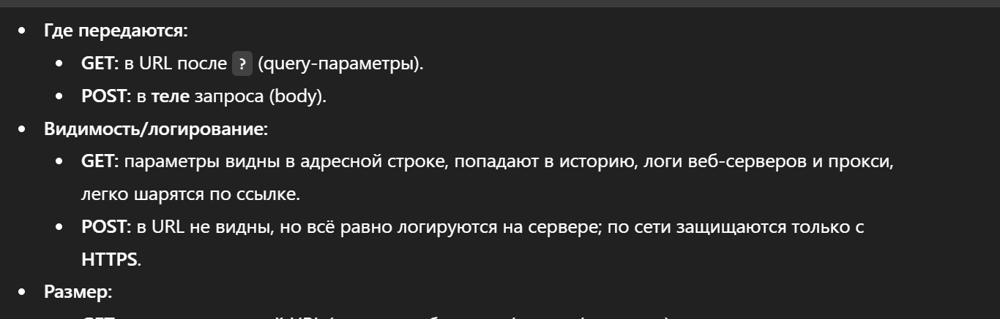 Где передаются:
GET: в URL после ? (query-параметры).
POST: в теле запроса (body).
Видимость/логирование:
GET: параметры видны в адресной строке, попадают в историю, логи веб-серверов и прокси,
легко шарятся по ссылке.
POST: в URL не видны, но всё равно логируются на сервере; по сети защищаются только с
HTTPS.
Размер: